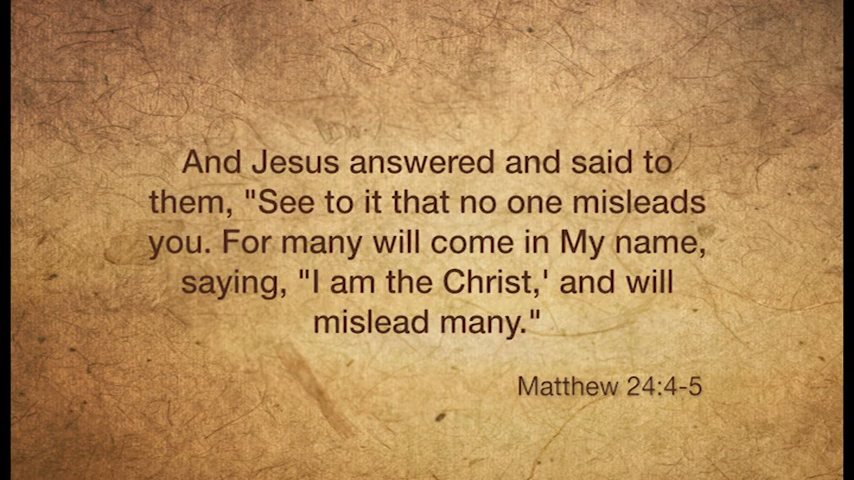 And Jesus answered and said to
them, "See to it that no one misleads
you. For many will come in My name,
saying, "I am the Christ,' and will
mislead many."
Matthew 24:4-5